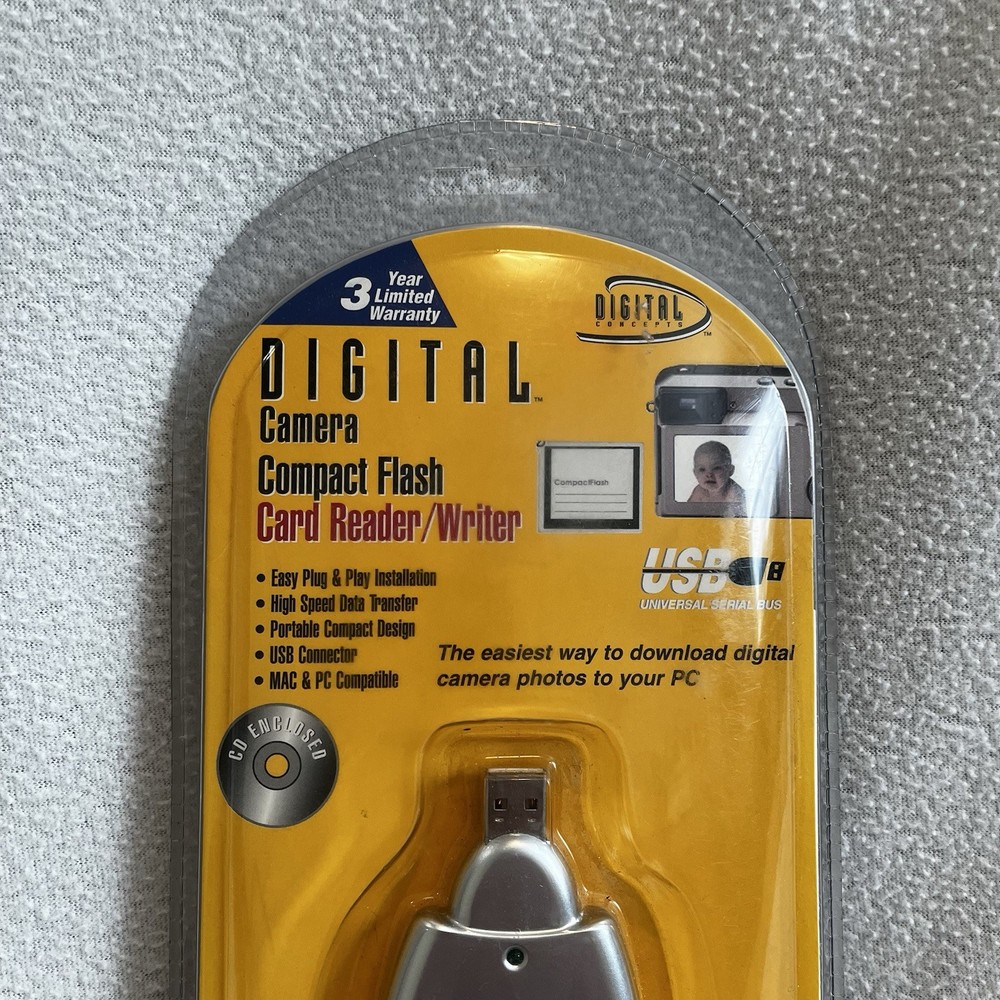 3 Year
Limited
Warranty
DIGITAL
CONCEPTS
TM
DIGITAL™
Camera
Compact Flash
Card Reader/Writer
CompactFlash
• Easy Plug & Play Installation
• High Speed Data Transfer
• Portable Compact Design
• USB Connector
• MAC & PC Compatible
USB
UNIVERSAL SERIAL BUS
The easiest way to download digital
camera photos to your PC
CD ENCLOSED